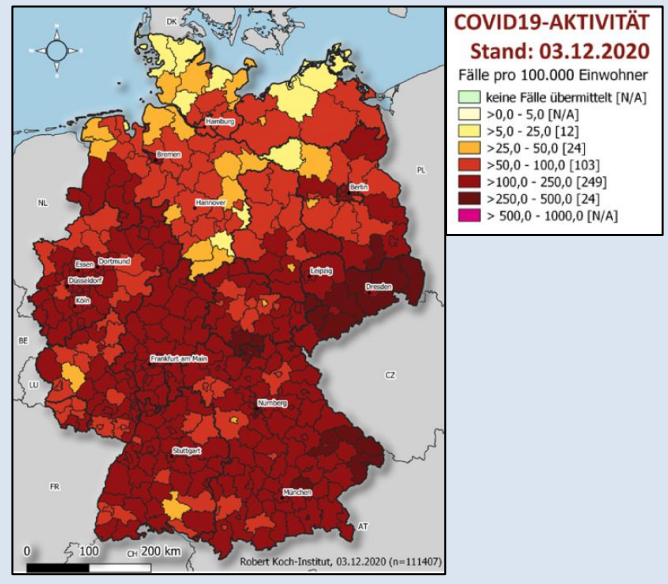 COVID19-AKTIVITÄT
Stand: 03.12.2020
Fälle pro 100.000 Einwohner
keine Fälle übermittelt [N/A]
>0,0 - 5,0 [N/A]
>5,0 - 25,0 [12]
>25,0 - 50,0 [24]
>50,0 - 100,0 [103]
>100,0 - 250,0 [249]
>250,0 - 500,0 [24]
> 500,0 - 1000,0 [N/A]
DK
N
Hamburg
Bremen
PL
Berlin
NL
Hannover
Essen
Dortmund
Düsseldorf
Leipzig
Dresden
Köln
BE
Frankfurt am Main
LU
CZ
Nürnberg
Stuttgart
FR
München
AT
CH
0 100 200 km
Robert Koch-Institut, 03.12.2020 (n=111407)